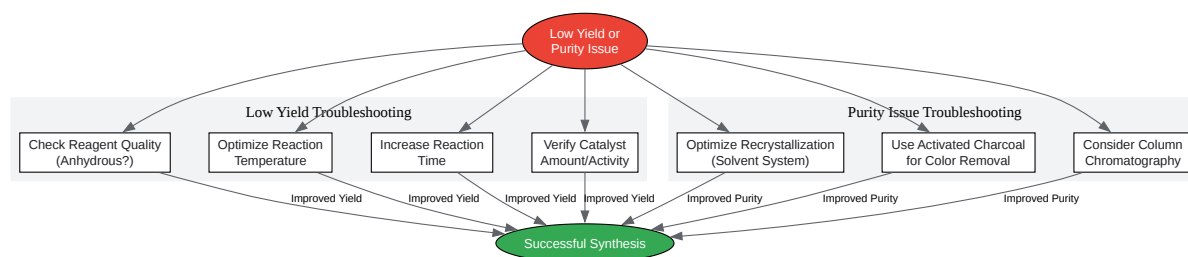 Low Yield or
Purity Issue
Low Yield Troubleshooting
Purity Issue Troubleshooting
Check Reagent Quality
(Anhydrous?)
Optimize Reaction
Temperature
Increase Reaction
Time
Verify Catalyst
Amount/Activity
Optimize Recrystallization
(Solvent System)
Use Activated Charcoal
for Color Removal
Consider Column
Chromatography
Improved Yield
Improved Yield
Improved Yield
Improved Yield
Improved Purity
Improved Purity
Improved Purity
Successful Synthesis